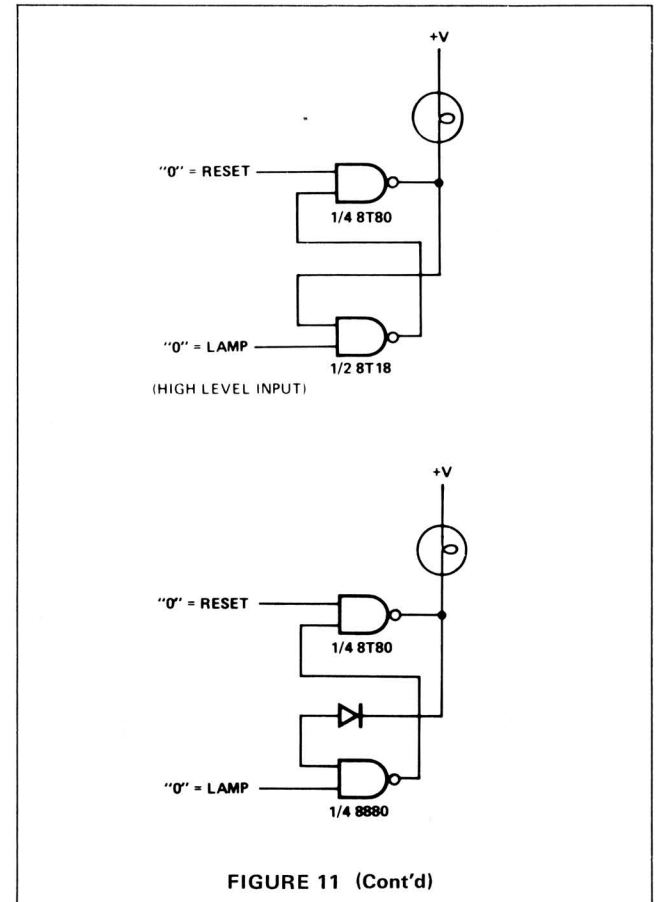 +V
"0" = RESET
1/4 8T80
"0" = LAMP
1/2 8T18
(HIGH LEVEL INPUT)
+V
"0" = RESET
1/4 8T80
"0" = LAMP
1/4 8880
FIGURE 11 (Cont'd)